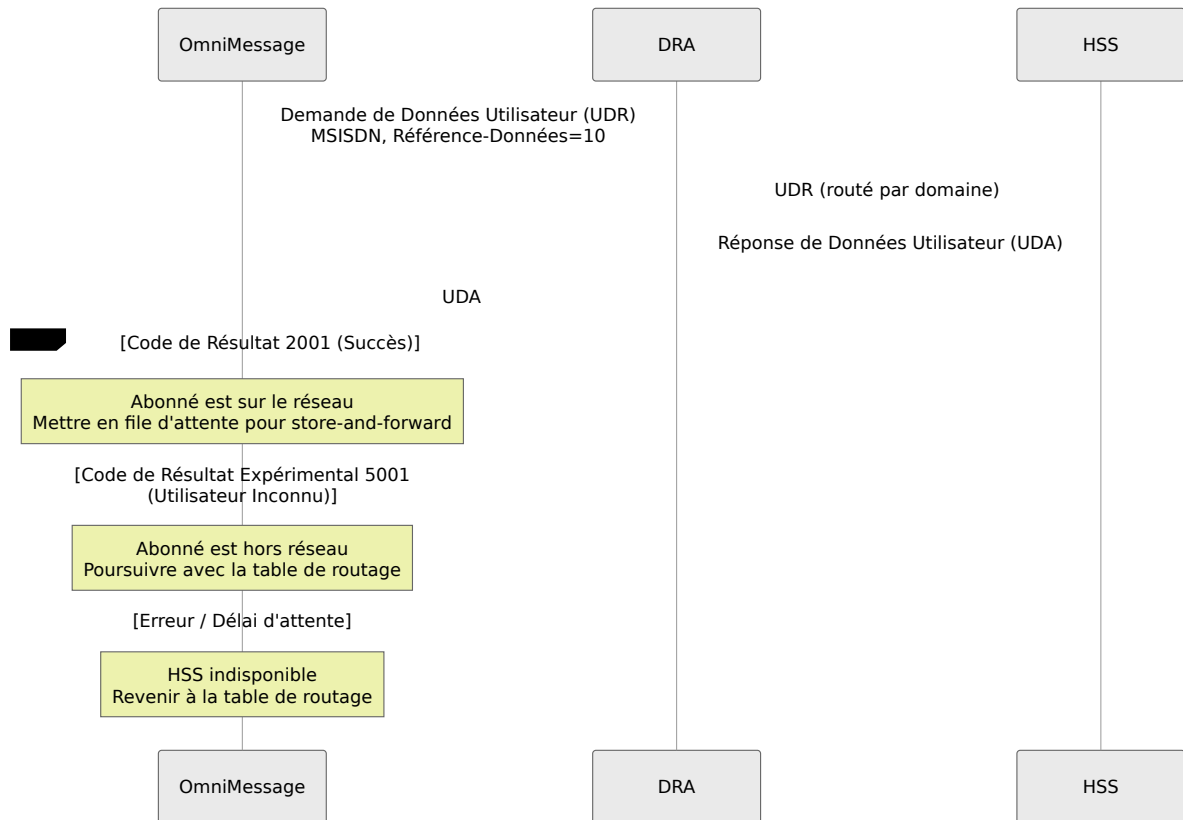 OmniMessage
DRA
HSS
Demande de Données Utilisateur (UDR)
MSISDN, Référence-Données=10
UDR (routé par domaine)
Réponse de Données Utilisateur (UDA)
UDA
[Code de Résultat 2001 (Succès)]
Abonné est sur le réseau
Mettre en file d'attente pour store-and-forward
[Code de Résultat Expérimental 5001
(Utilisateur Inconnu)]
Abonné est hors réseau
Poursuivre avec la table de routage
[Erreur / Délai d'attente]
HSS indisponible
Revenir à la table de routage
OmniMessage
DRA
HSS